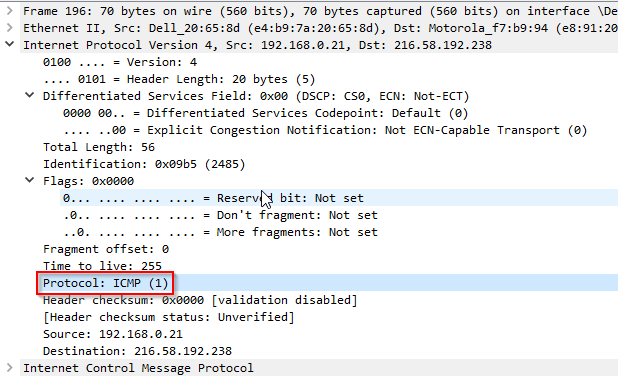 Frame 196: 70 bytes on wire (560 bits), 70 bytes captured (560 bits) on interface \De
Ethernet II, Src: Dell_20:65:8d (e4:b9:7a:20:65:8d), Dst: Motorola_f7:b9:94 (e8:91:20
Internet Protocol Version 4, Src: 192.168.0.21, Dst: 216.58.192.238
0100 .... = Version: 4
.... 0101 = Header Length: 20 bytes (5)
Differentiated Services Field: 0x00 (DSCP: CS0, ECN: Not-ECT)
0000 00.. = Differentiated Services Codepoint: Default (0)
.... ..00 = Explicit Congestion Notification: Not ECN-Capable Transport (0)
Total Length: 56
Identification: 0x09b5 (2485)
Flags: 0x0000
0... .... .... .... = Reserved bit: Not set
.0.. .... .... .... = Don't fragment: Not set
..0. .... .... .... = More fragments: Not set
Fragment offset: 0
Time to live: 255
Protocol: ICMP (1)
Header checksum: 0x0000 [validation disabled]
[Header checksum status: Unverified]
Source: 192.168.0.21
Destination: 216.58.192.238
Internet Control Message Protocol